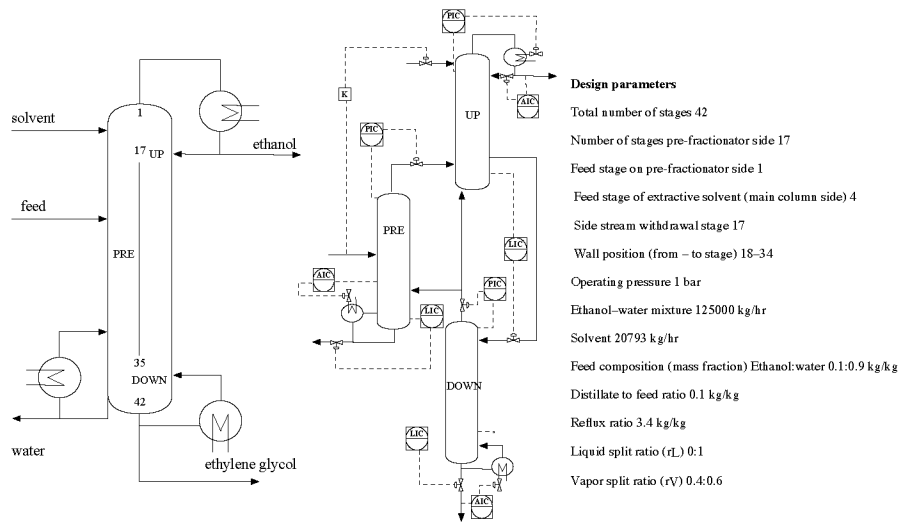 solvent
feed
water
1
17 UP
PRE
35
DOWN
42
ethanol
ethylene glycol
PIC
K
AIC
UP
PIC
PRE
LIC
AIC
PIC
LIC
DOWN
LIC
AIC
Design parameters
Total number of stages 42
Number of stages pre-fractionator side 17
Feed stage on pre-fractionator side 1
Feed stage of extractive solvent (main column side) 4
Side stream withdrawal stage 17
Wall position (from – to stage) 18–34
Operating pressure 1 bar
Ethanol–water mixture 125000 kg/hr
Solvent 20793 kg/hr
Feed composition (mass fraction) Ethanol:water 0.1:0.9 kg/kg
Distillate to feed ratio 0.1 kg/kg
Reflux ratio 3.4 kg/kg
Liquid split ratio (rL) 0:1
Vapor split ratio (rV) 0.4:0.6